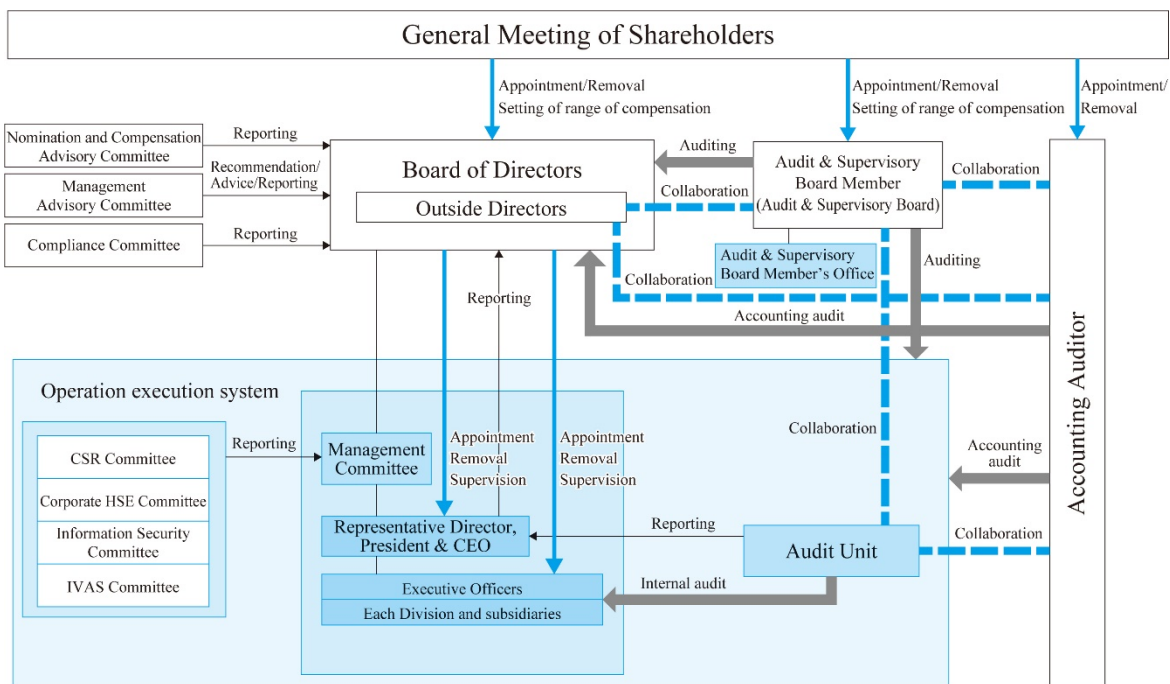 General Meeting of Shareholders
Appointment/Removal
Setting of range of compensation
Appointment/Removal
Setting of range of compensation
Appointment/
Removal
Nomination and Compensation
Advisory Committee
Reporting
Management
Advisory Committee
Recommendation/
Advice/Reporting
Compliance Committee
Reporting
Board of Directors
Outside Directors
Auditing
Collaboration
Audit & Supervisory
Board Member
(Audit & Supervisory Board)
Collaboration
Audit & Supervisory
Board Member's Office
Auditing
Reporting
Collaboration
Accounting audit
Accounting Auditor
Operation execution system
CSR Committee
Corporate HSE Committee
Information Security
Committee
IVAS Committee
Reporting
Management
Committee
Appointment
Removal
Supervision
Appointment
Removal
Supervision
Collaboration
Accounting
audit
Representative Director,
President & CEO
Reporting
Audit Unit
Collaboration
Executive Officers
Each Division and subsidiaries
Internal audit